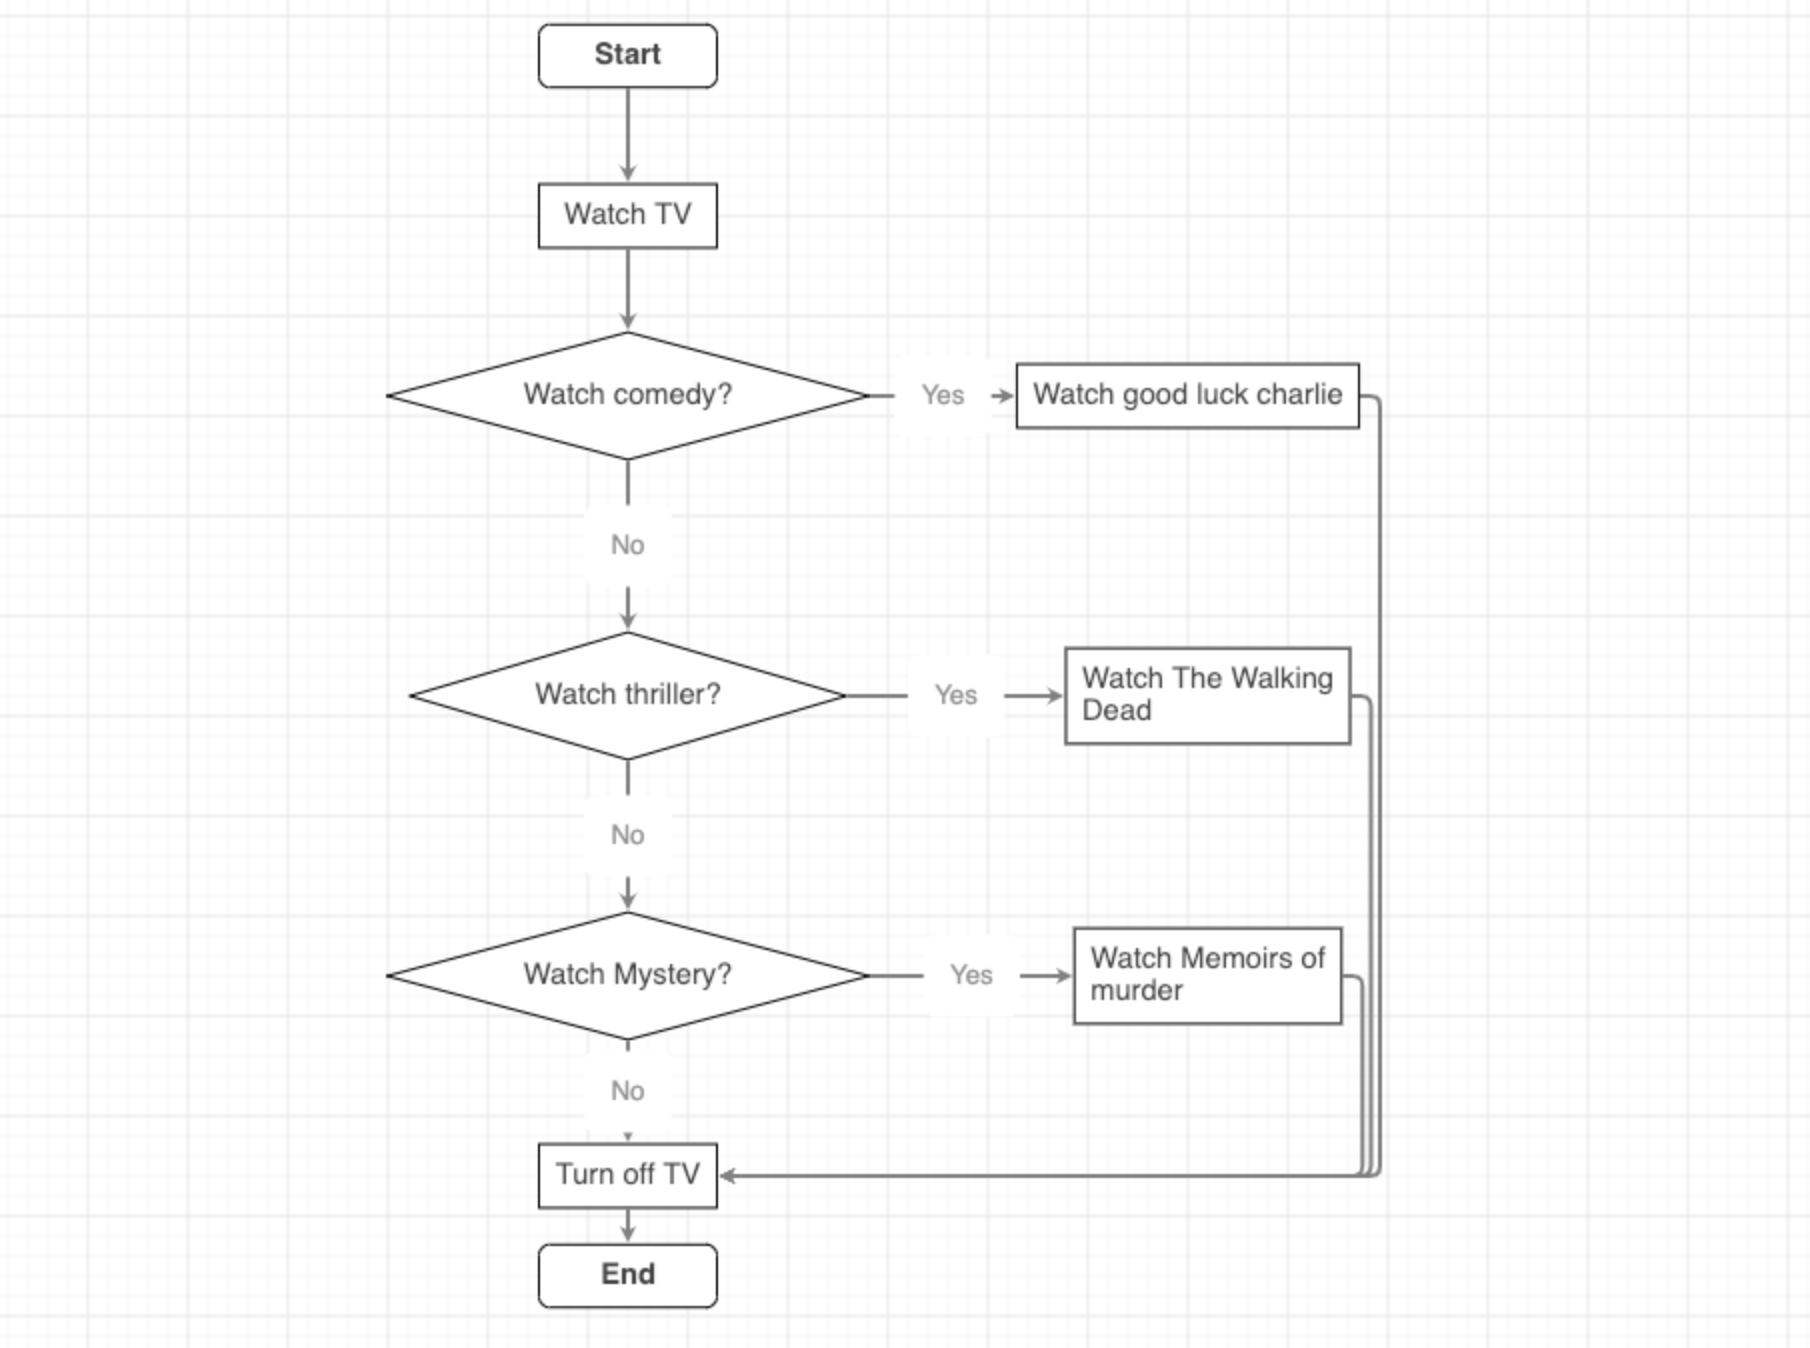 Start
Watch TV
Watch comedy?
Yes
Watch good luck charlie
No
Watch thriller?
Yes
Watch The Walking
Dead
No
Watch Mystery?
Yes
Watch Memoirs of
murder
No
Turn off TV
End